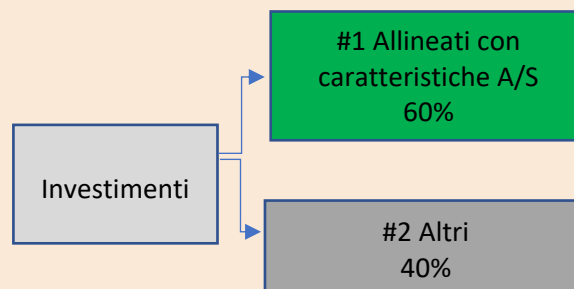 #1 Allineati con
caratteristiche A/S
60%
Investimenti
#2 Altri
40%